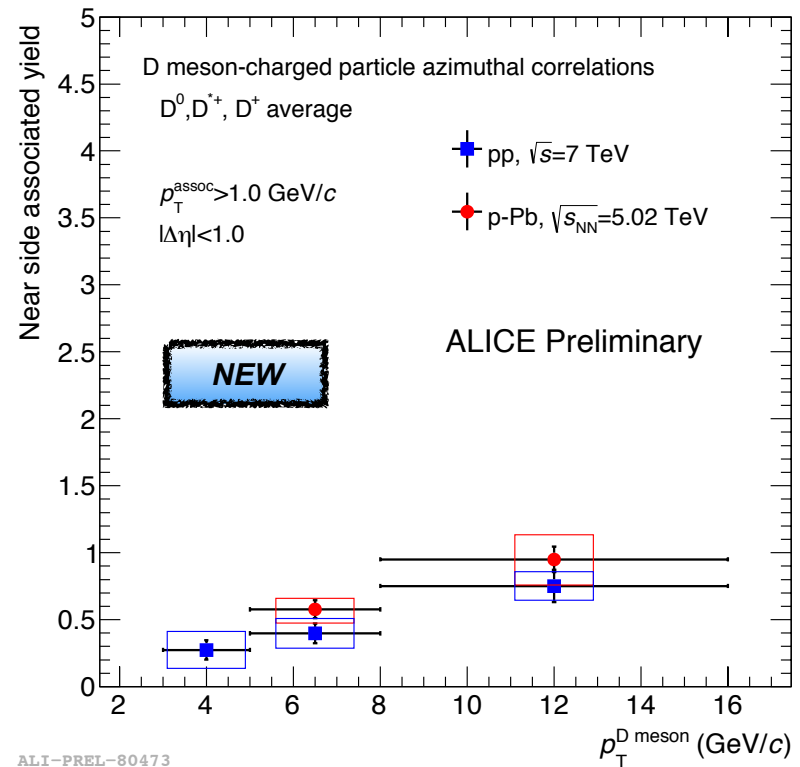 D meson-charged particle azimuthal correlations
D⁰,D*⁺, D⁺ average
pp, √s=7 TeV
p-Pb, √sNN=5.02 TeV
pTassoc>1.0 GeV/c
|Δη|<1.0
NEW
ALICE Preliminary
Near side associated yield
5
4.5
4
3.5
3
2.5
2
1.5
1
0.5
0
2 4 6 8 10 12 14 16
pTD meson (GeV/c)
ALI-PREL-80473